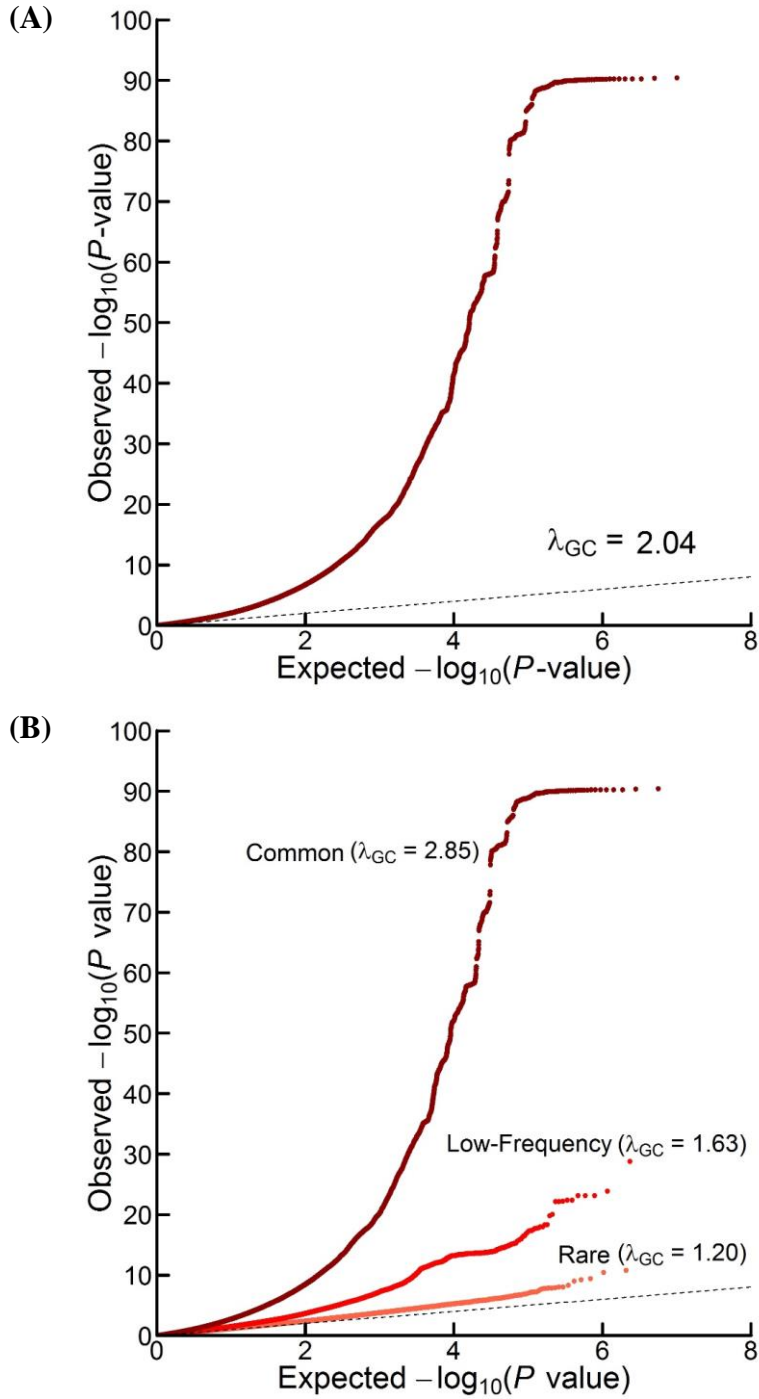 (A)
100
90
80
70
60
50
40
30
20
10
0
Observed −log₁₀(P-value)
λGC = 2.04
0 2 4 6 8
Expected −log₁₀(P-value)
(B)
100
90
80
70
60
50
40
30
20
10
0
Observed −log₁₀(P value)
Common (λGC = 2.85)
Low-Frequency (λGC = 1.63)
Rare (λGC = 1.20)
0 2 4 6 8
Expected −log₁₀(P value)